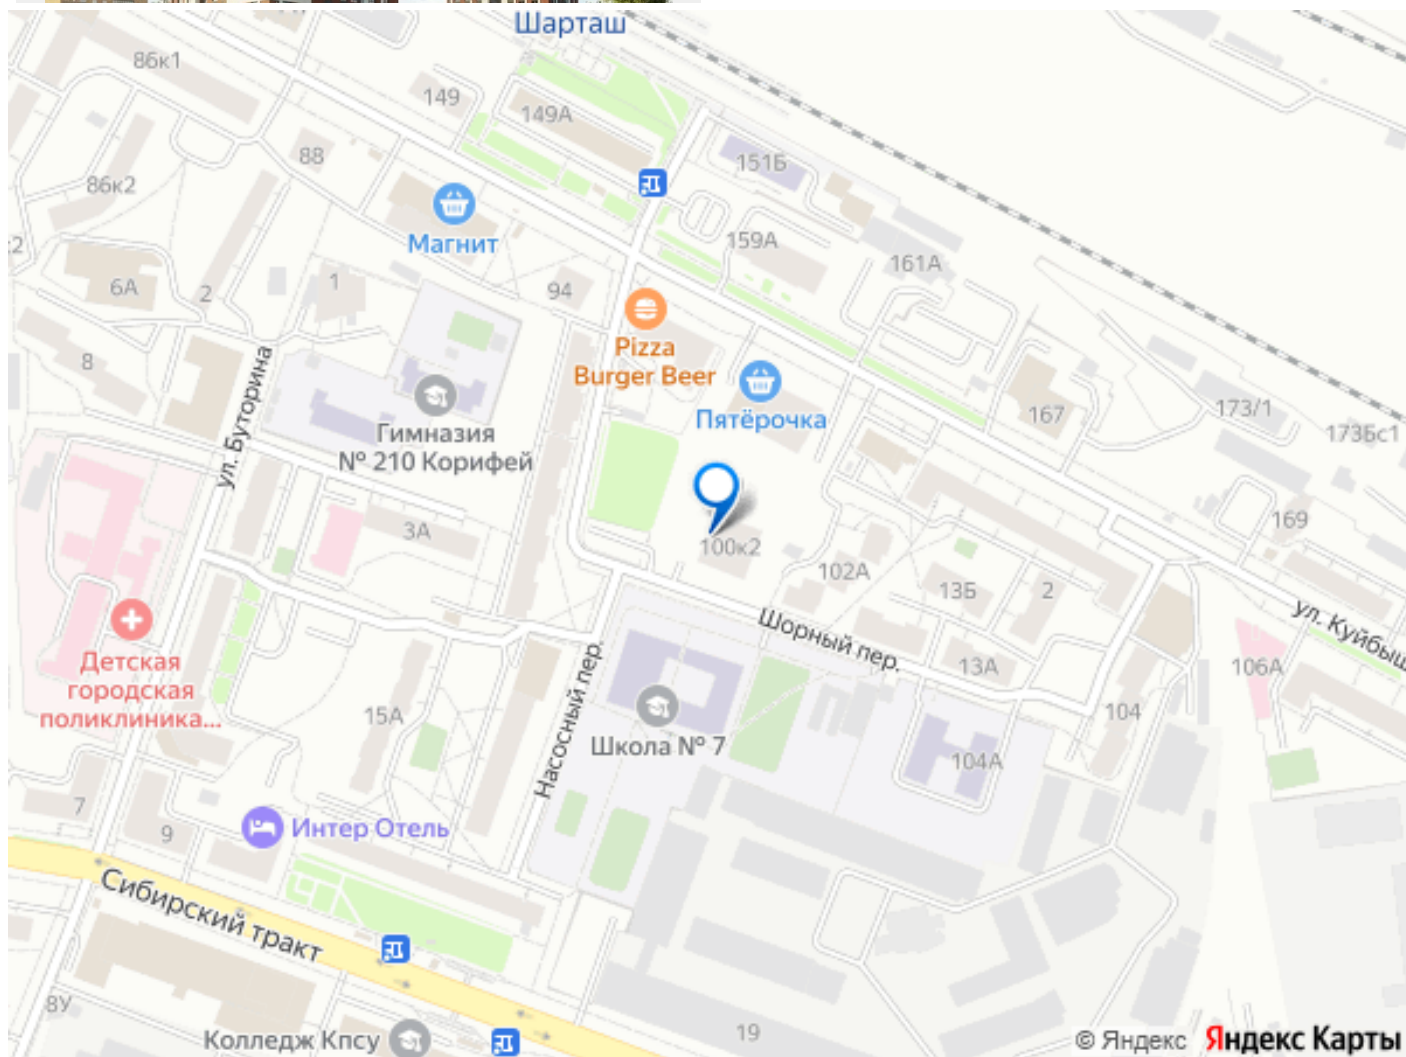 Шарташ
86к1
149
149А
151Б
88
86к2
Магнит
159А
161А
6А
2
1
94
Pizza
Burger Beer
8
Пятёрочка
167
173/1
173Бс1
ул. Буторина
Гимназия
№ 210 Корифей
3А
100к2
102А
13Б
2
169
ул. Куйбыш
Шорный пер.
13А
106А
Детская
городская
поликлиника...
15А
Насосный пер.
Школа № 7
104
104А
7
9
Интер Отель
Сибирский тракт
8У
Колледж Кпсу
19
© Яндекс Яндекс Карты